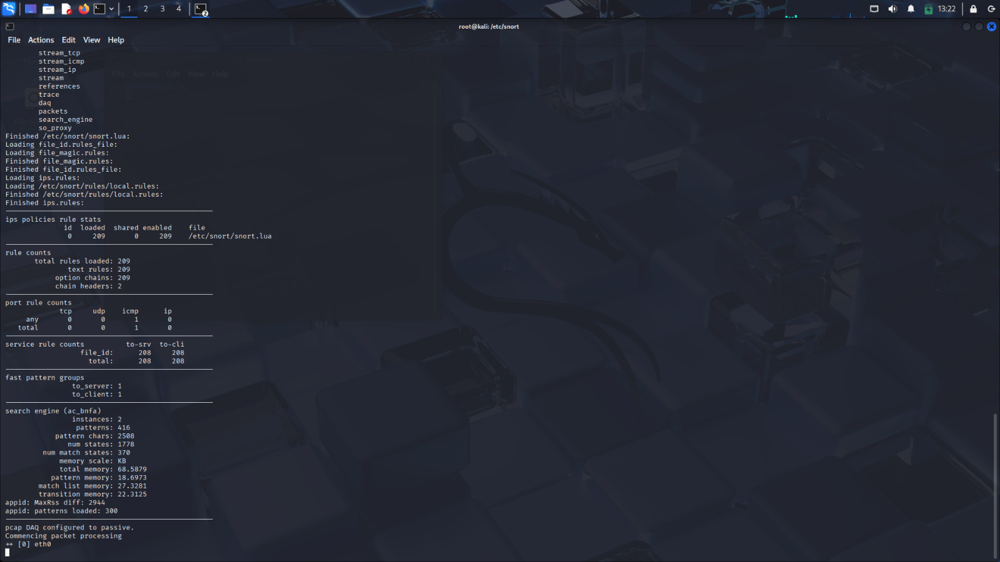 1 2 3 4 2 13:22
root@kali: /etc/snort
File Actions Edit View Help
stream_tcp
stream_icmp
stream_ip
File Actions Edit View Help
stream
references
trace
daq
packets
search_engine
so_proxy
Finished /etc/snort/snort.lua:
Loading file_id.rules_file:
Loading file_magic.rules:
Finished file_magic.rules:
Finished file_id.rules_file:
Loading ips.rules:
Loading /etc/snort/rules/local.rules:
Finished /etc/snort/rules/local.rules:
Finished ips.rules:
ips policies rule stats
id loaded shared enabled file
0 209 0 209 /etc/snort/snort.lua
rule counts
total rules loaded: 209
text rules: 209
option chains: 209
chain headers: 2
port rule counts
tcp udp icmp ip
any 0 0 1 0
total 0 0 1 0
service rule counts to-srv to-cli
file_id: 208 208
total: 208 208
fast pattern groups
to_server: 1
to_client: 1
search engine (ac_bnfa)
instances: 2
patterns: 416
pattern chars: 2508
num states: 1778
num match states: 370
memory scale: KB
total memory: 68.5879
pattern memory: 18.6973
match list memory: 27.3281
transition memory: 22.3125
appid: MaxRss diff: 2944
appid: patterns loaded: 300
pcap DAQ configured to passive.
Commencing packet processing
++ [0] eth0